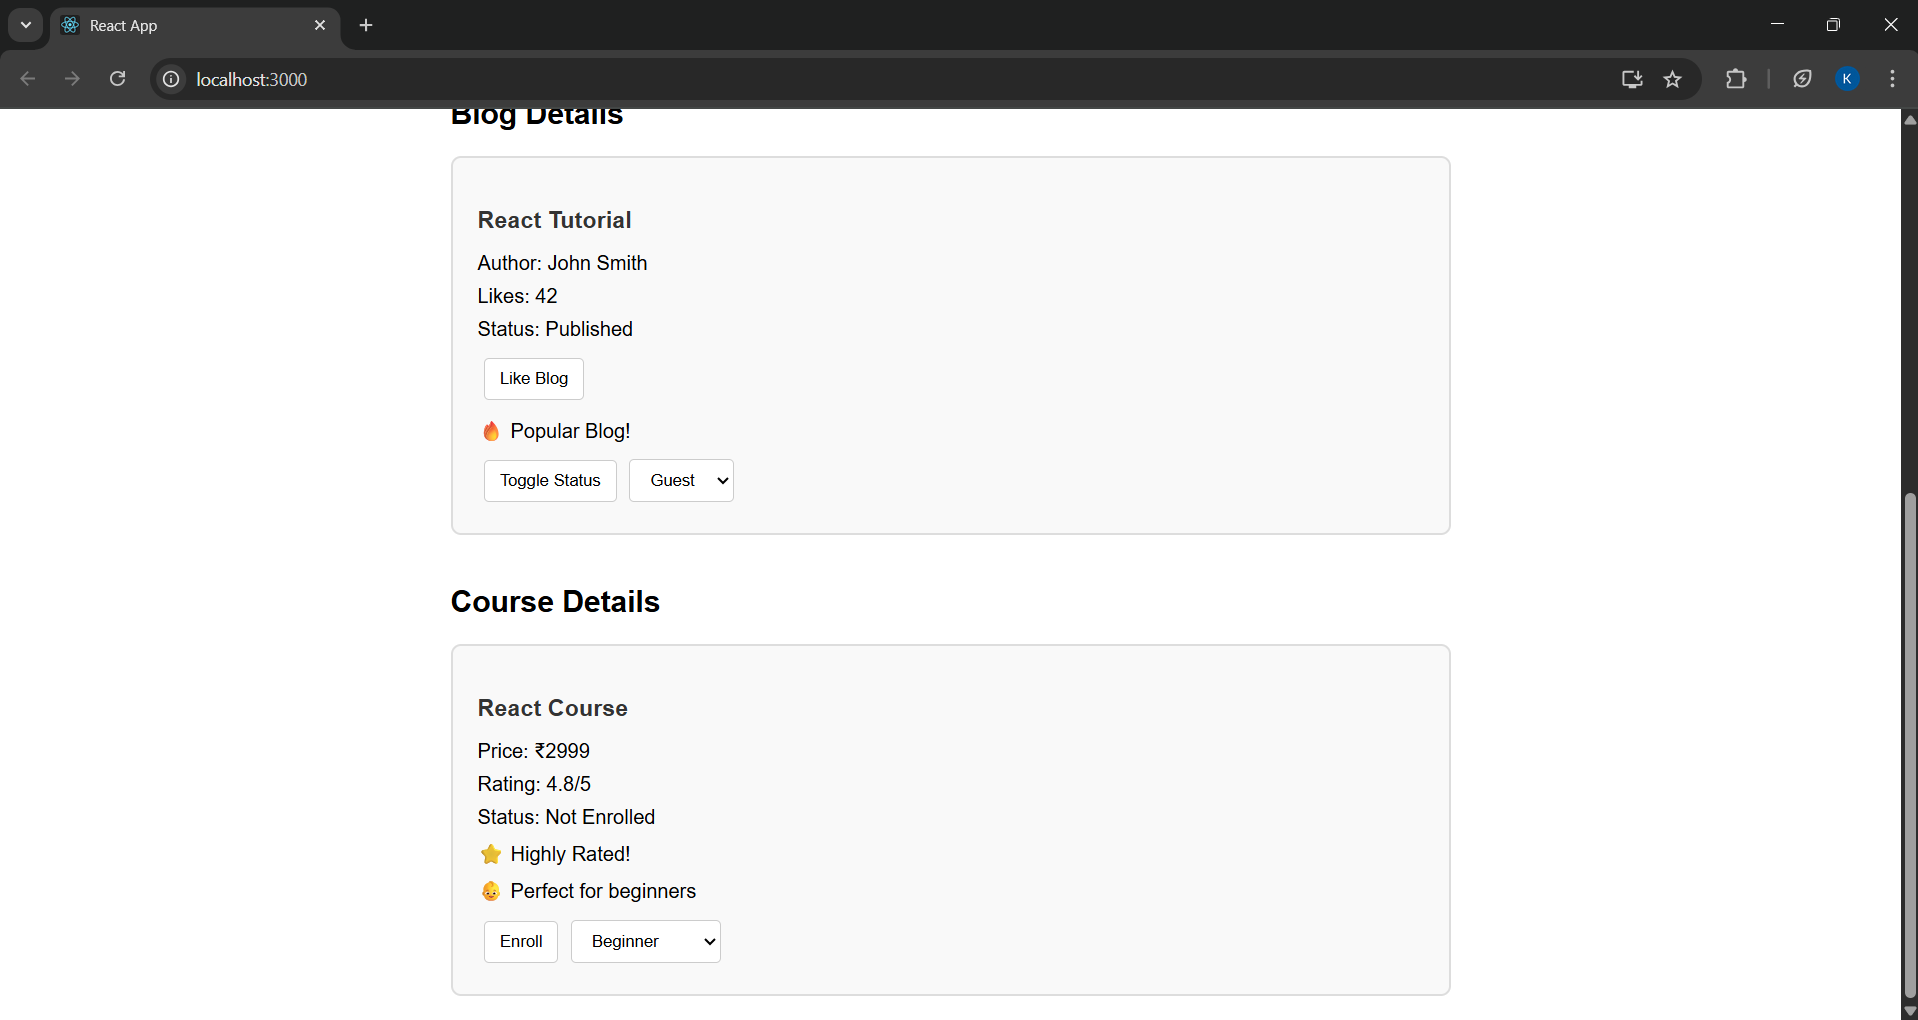 React App
localhost:3000
K
Blog Details
React Tutorial
Author: John Smith
Likes: 42
Status: Published
Like Blog
🔥 Popular Blog!
Toggle Status Guest
Course Details
React Course
Price: ₹2999
Rating: 4.8/5
Status: Not Enrolled
⭐ Highly Rated!
👶 Perfect for beginners
Enroll Beginner